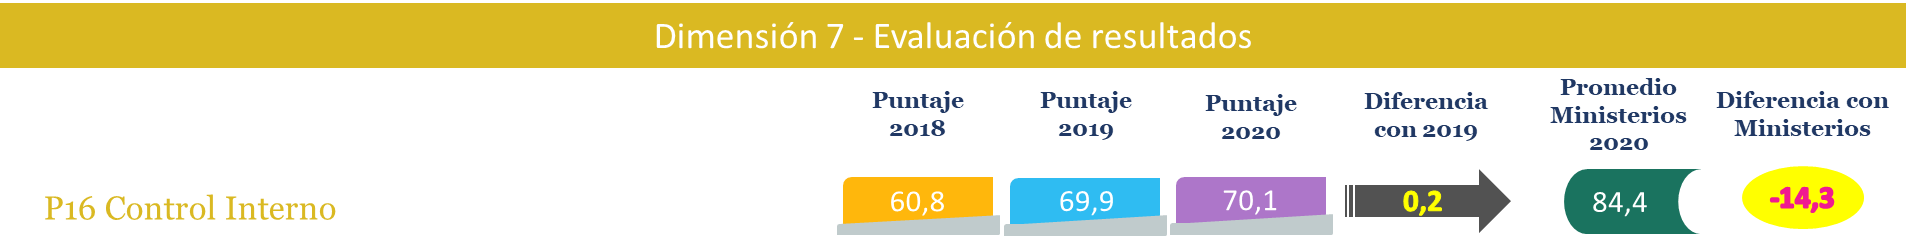 Dimensión 7 - Evaluación de resultados
Puntaje
2018
Puntaje
2019
Puntaje
2020
Diferencia
con 2019
Promedio
Ministerios
2020
Diferencia con
Ministerios
P16 Control Interno
60,8
69,9
70,1
0,2
84,4
-14,3